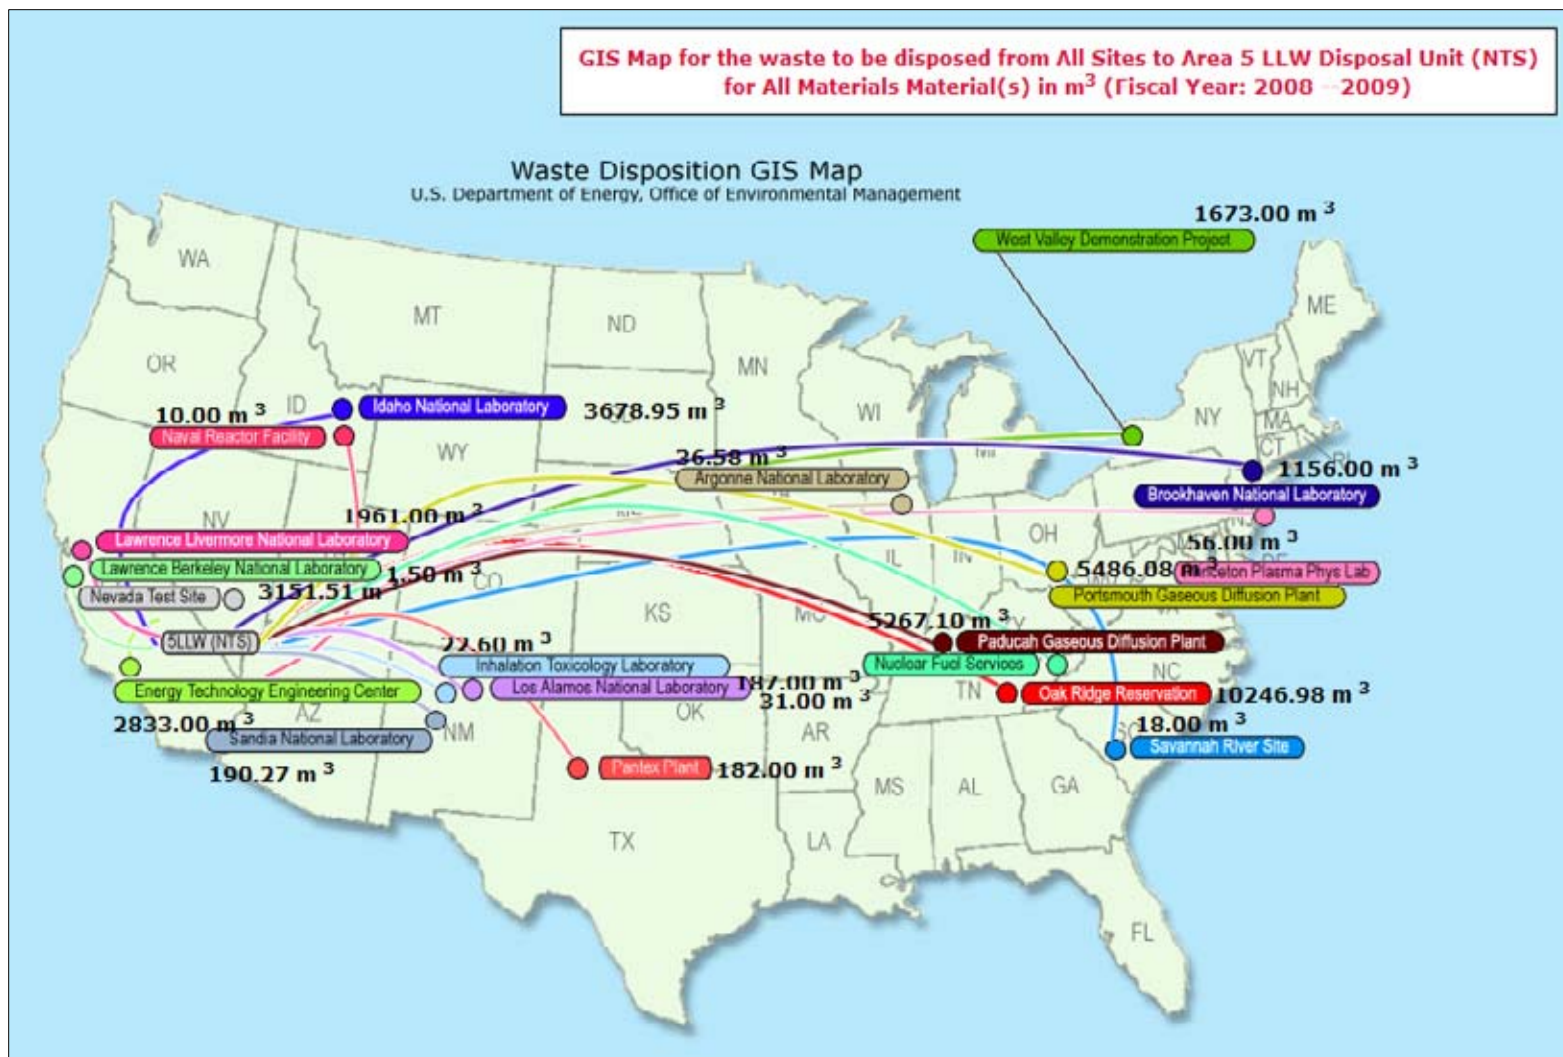 GIS Map for the waste to be disposed from All Sites to Area 5 LLW Disposal Unit (NTS)
for All Materials Material(s) in m³ (Fiscal Year: 2008 - 2009)
Waste Disposition GIS Map
U.S. Department of Energy, Office of Environmental Management
1673.00 m³
West Valley Demonstration Project
WA
MT
ND
ME
OR
MN
VT
ID
WI
NY
NH
MA
CT
RI
10.00 m³
Idaho National Laboratory
3678.95 m³
SD
Naval Reactor Facility
WY
MI
36.58 m³
Argonne National Laboratory
1156.00 m³
Brookhaven National Laboratory
NV
1961.00 m³
NJ
Lawrence Livermore National Laboratory
OH
56.00 m³
IL
IN
Lawrence Berkeley National Laboratory
1.50 m³
CO
5486.08 m³
Princeton Plasma Phys Lab
Nevada Test Site
3151.51 m
Portsmouth Gaseous Diffusion Plant
KS
VA
5267.10 m³
5LLW (NTS)
22.60 m³
Paducah Gaseous Diffusion Plant
Inhalation Toxicology Laboratory
Nuclear Fuel Services
NC
Energy Technology Engineering Center
Los Alamos National Laboratory
187.00 m³
31.00 m³
TN
Oak Ridge Reservation
10246.98 m³
AZ
OK
2833.00 m³
NM
AR
18.00 m³
SC
Sandia National Laboratory
Savannah River Site
190.27 m³
Pantex Plant
182.00 m³
MS
AL
GA
TX
LA
FL